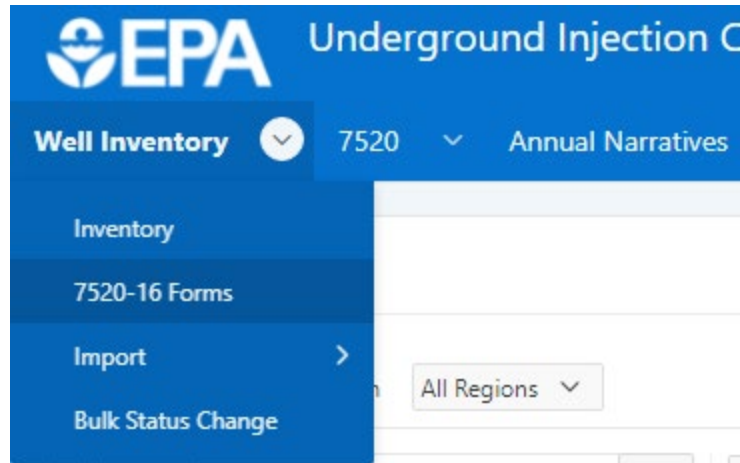 EPA
Underground Injection
Well Inventory 7520 Annual Narratives
Inventory
7520-16 Forms
Import
All Regions
Bulk Status Change